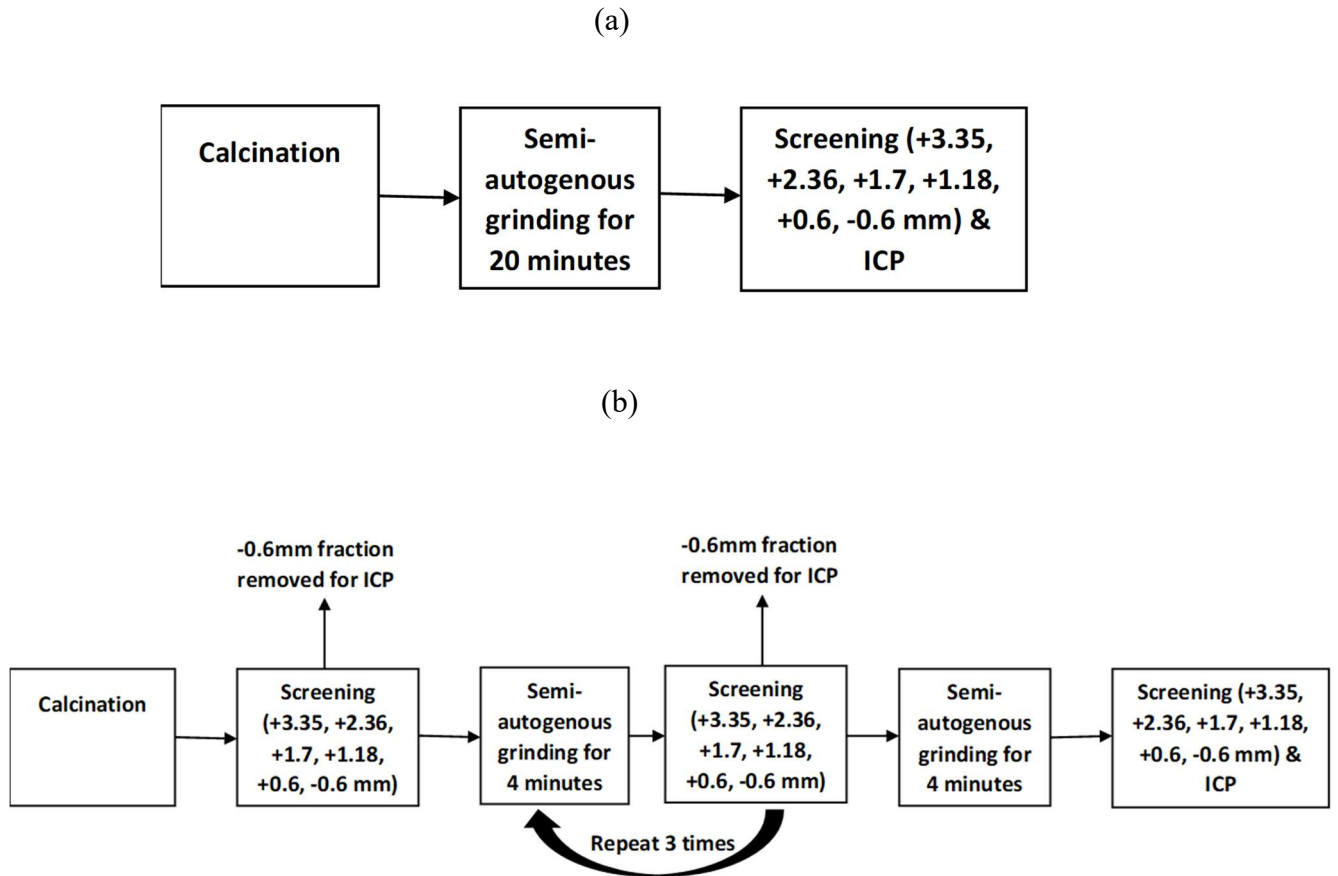 (a)
Calcination
Semi-
autogenous
grinding for
20 minutes
Screening (+3.35,
+2.36, +1.7, +1.18,
+0.6, -0.6 mm) &
ICP
(b)
-0.6mm fraction
removed for ICP
-0.6mm fraction
removed for ICP
Calcination
Screening
(+3.35, +2.36,
+1.7, +1.18,
+0.6, -0.6 mm)
Semi-
autogenous
grinding for
4 minutes
Screening
(+3.35, +2.36,
+1.7, +1.18,
+0.6, -0.6 mm)
Semi-
autogenous
grinding for
4 minutes
Screening (+3.35,
+2.36, +1.7, +1.18,
+0.6, -0.6 mm) &
ICP
Repeat 3 times